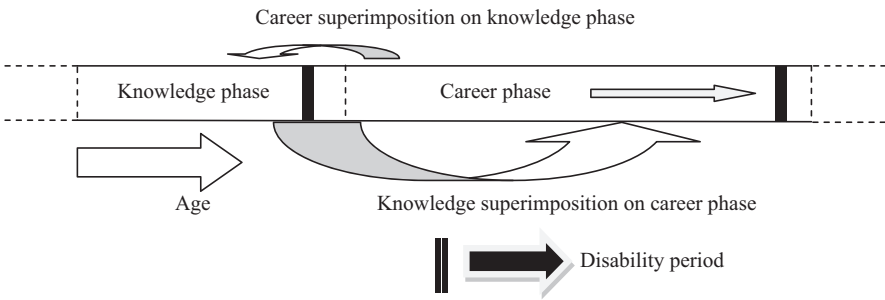 Career superimposition on knowledge phase
Knowledge phase
Career phase
Age
Knowledge superimposition on career phase
Disability period